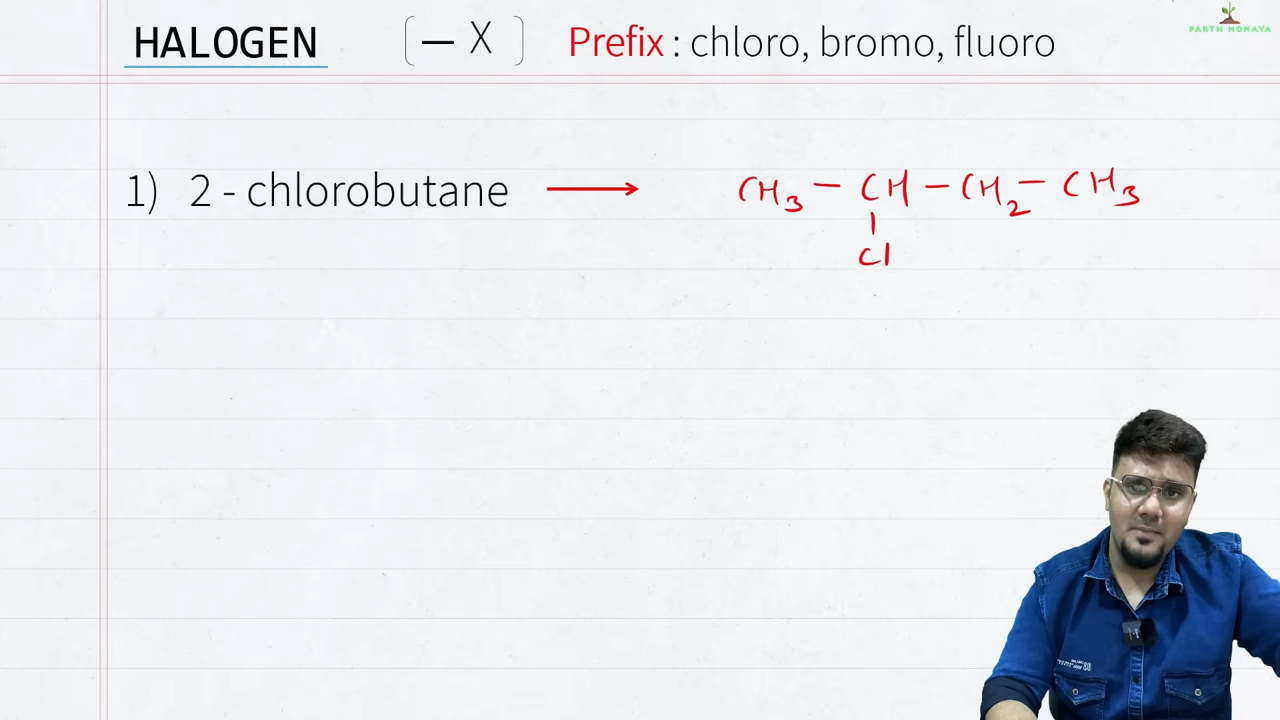 HALOGEN (— X) Prefix : chloro, bromo, fluoro
PARTH MOMAYA
1) 2 - chlorobutane → CH3 — CH — CH2 — CH3
|
Cl